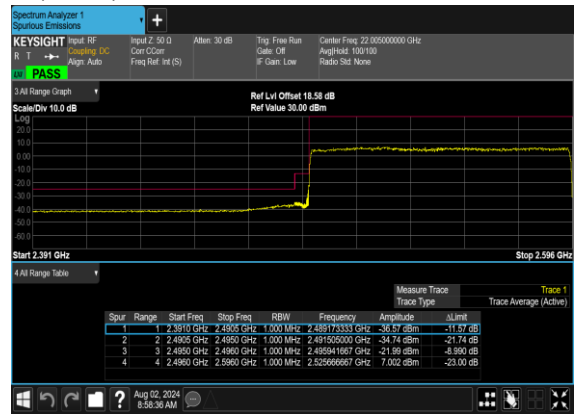 Spectrum Analyzer 1
Spurious Emissions
KEYSIGHT Input: RF Input Z: 50 Ω Atten: 30 dB Trig: Free Run Center Freq: 22.005000000 GHz
R T Coupling: DC Corr CCorr Gate: Off Avg|Hold: 100/100
Align: Auto Freq Ref: Int (S) IF Gain: Low Radio Std: None
LM PASS
3 All Range Graph
Ref Lvl Offset 18.58 dB
Scale/Div 10.0 dB Ref Value 30.00 dBm
Log
20.0
10.0
0.00
-10.0
-20.0
-30.0
-40.0
-50.0
-60.0
Start 2.391 GHz Stop 2.596 GHz
4 All Range Table
Measure Trace Trace 1
Trace Type Trace Average (Active)
Spur Range Start Freq Stop Freq RBW Frequency Amplitude ΔLimit
1 1 2.3910 GHz 2.4905 GHz 1.000 MHz 2.489173333 GHz -36.57 dBm -11.57 dB
2 2 2.4905 GHz 2.4950 GHz 1.000 MHz 2.491505000 GHz -34.74 dBm -21.74 dB
3 3 2.4950 GHz 2.4960 GHz 1.000 MHz 2.495941667 GHz -21.99 dBm -8.990 dB
4 4 2.4960 GHz 2.5960 GHz 1.000 MHz 2.525666667 GHz 7.002 dBm -23.00 dB
Aug 02, 2024
8:58:36 AM